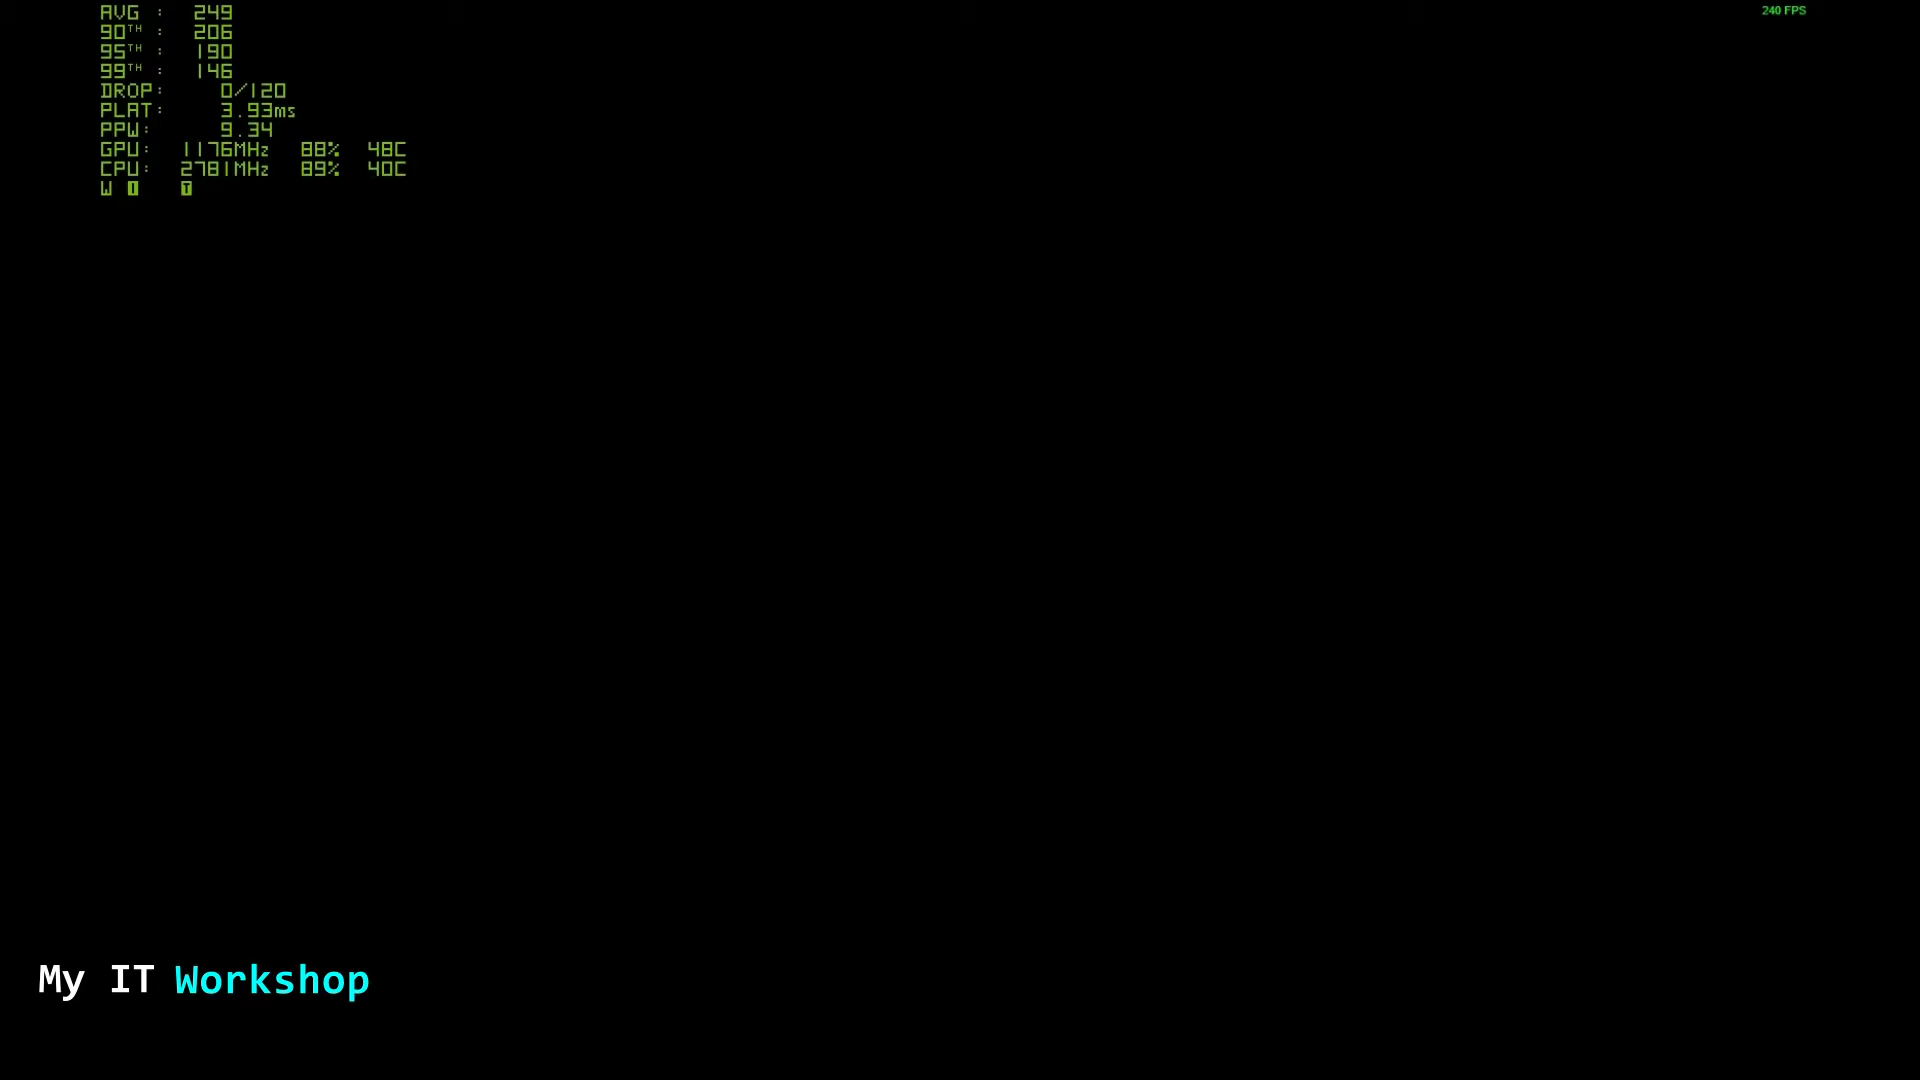 AVG : 249
240 FPS
90TH : 206
95TH : 190
99TH : 146
DROP: 0/120
PLAT: 3.93ms
PPW: 9.34
GPU: 1176MHz 88% 48C
CPU: 2781MHz 89% 40C
W I T
My IT Workshop